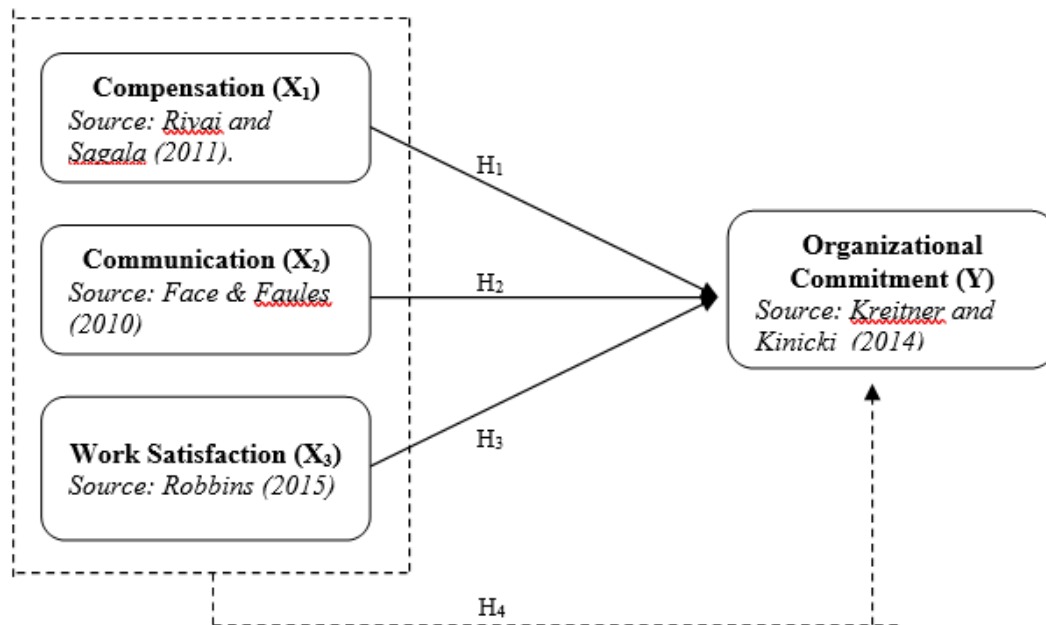 Compensation (X₁)
Source: Rivai and
Sagala (2011).
H₁
Communication (X₂)
Source: Face & Faules
(2010)
H₂
Organizational
Commitment (Y)
Source: Kreitner and
Kinicki (2014)
Work Satisfaction (X₃)
Source: Robbins (2015)
H₃
H₄